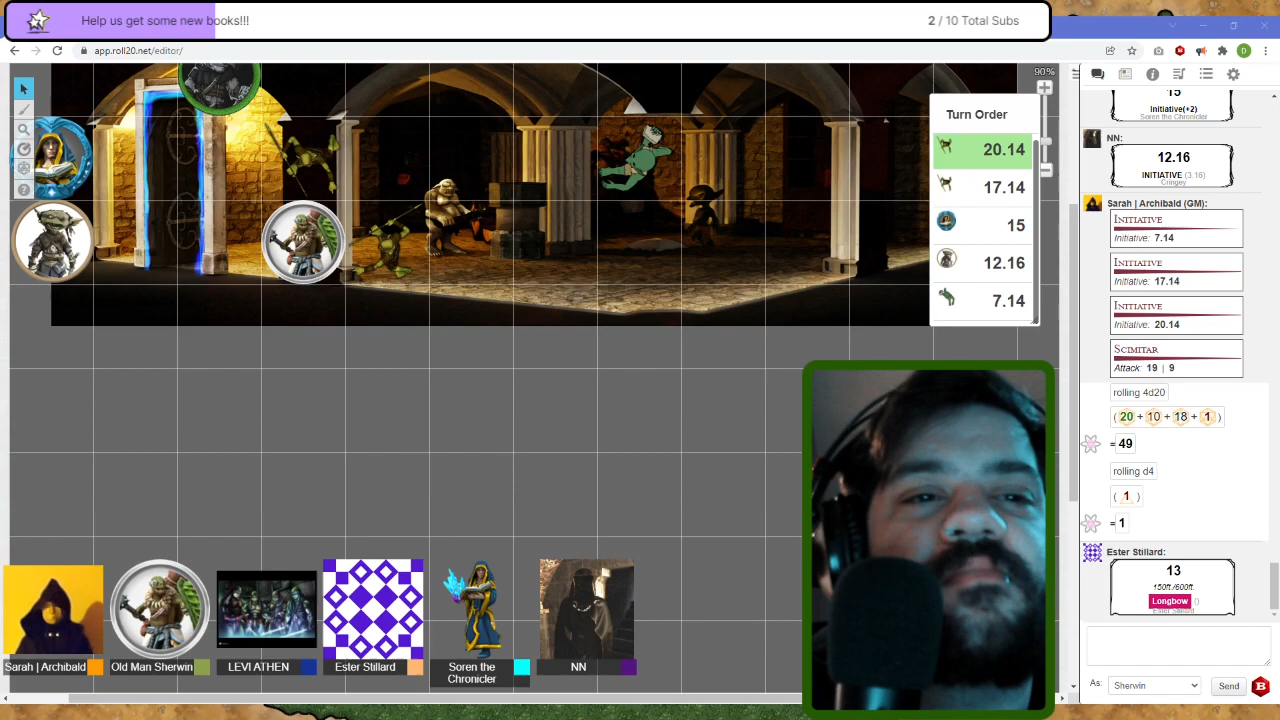 Help us get some new books!!!
2 / 10 Total Subs
app.roll20.net/editor/
90%
Turn Order
20.14
17.14
15
12.16
7.14
15
Initiative(+2)
Soren the Chronicler
NN:
12.16
INITIATIVE (3.16)
Cringey
Sarah | Archibald (GM):
INITIATIVE
Initiative: 7.14
INITIATIVE
Initiative: 17.14
INITIATIVE
Initiative: 20.14
SCIMITAR
Attack: 19 | 9
rolling 4d20
( 20 + 10 + 18 + 1 )
= 49
rolling d4
( 1 )
= 1
Ester Stillard:
13
150ft /600ft.
Longbow ()
Ester Stillard
Sarah | Archibald
Old Man Sherwin
LEVI ATHEN
Ester Stillard
Soren the
Chronicler
NN
As: Sherwin
Send